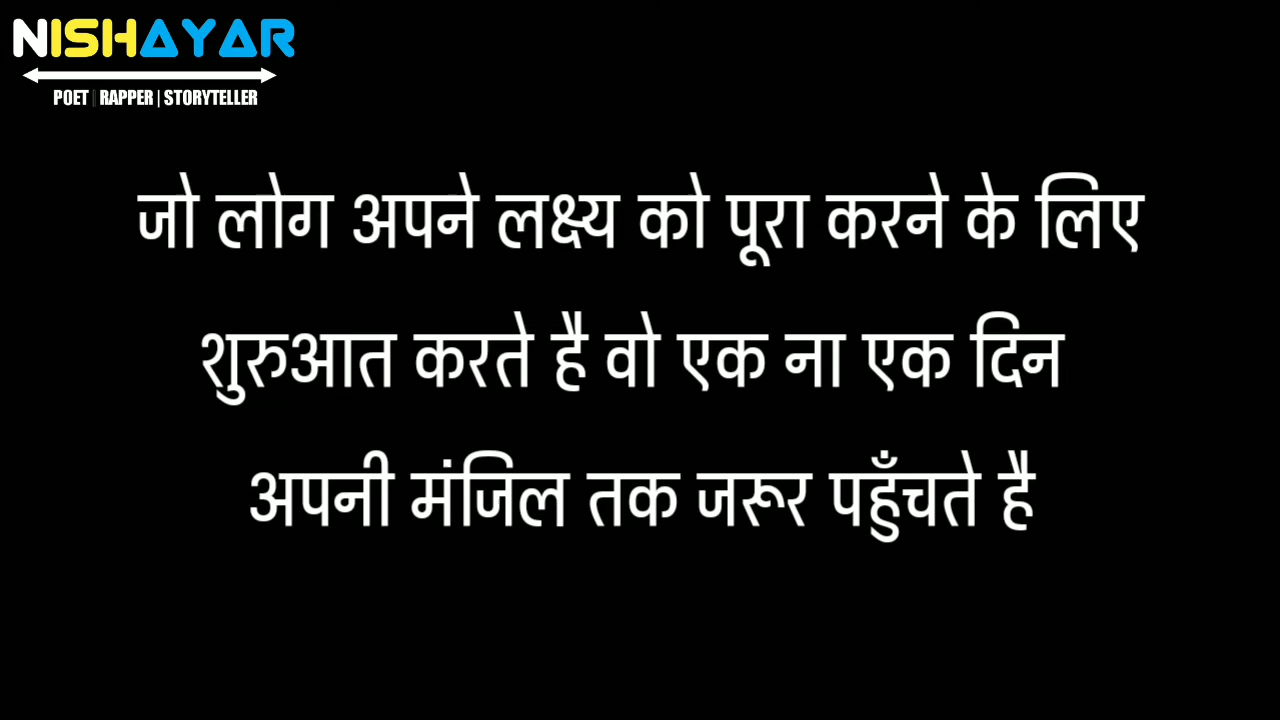 NISHAYAR
POET | RAPPER | STORYTELLER
जो लोग अपने लक्ष्य को पूरा करने के लिए
शुरुआत करते है वो एक ना एक दिन
अपनी मंजिल तक जरूर पहुँचते है